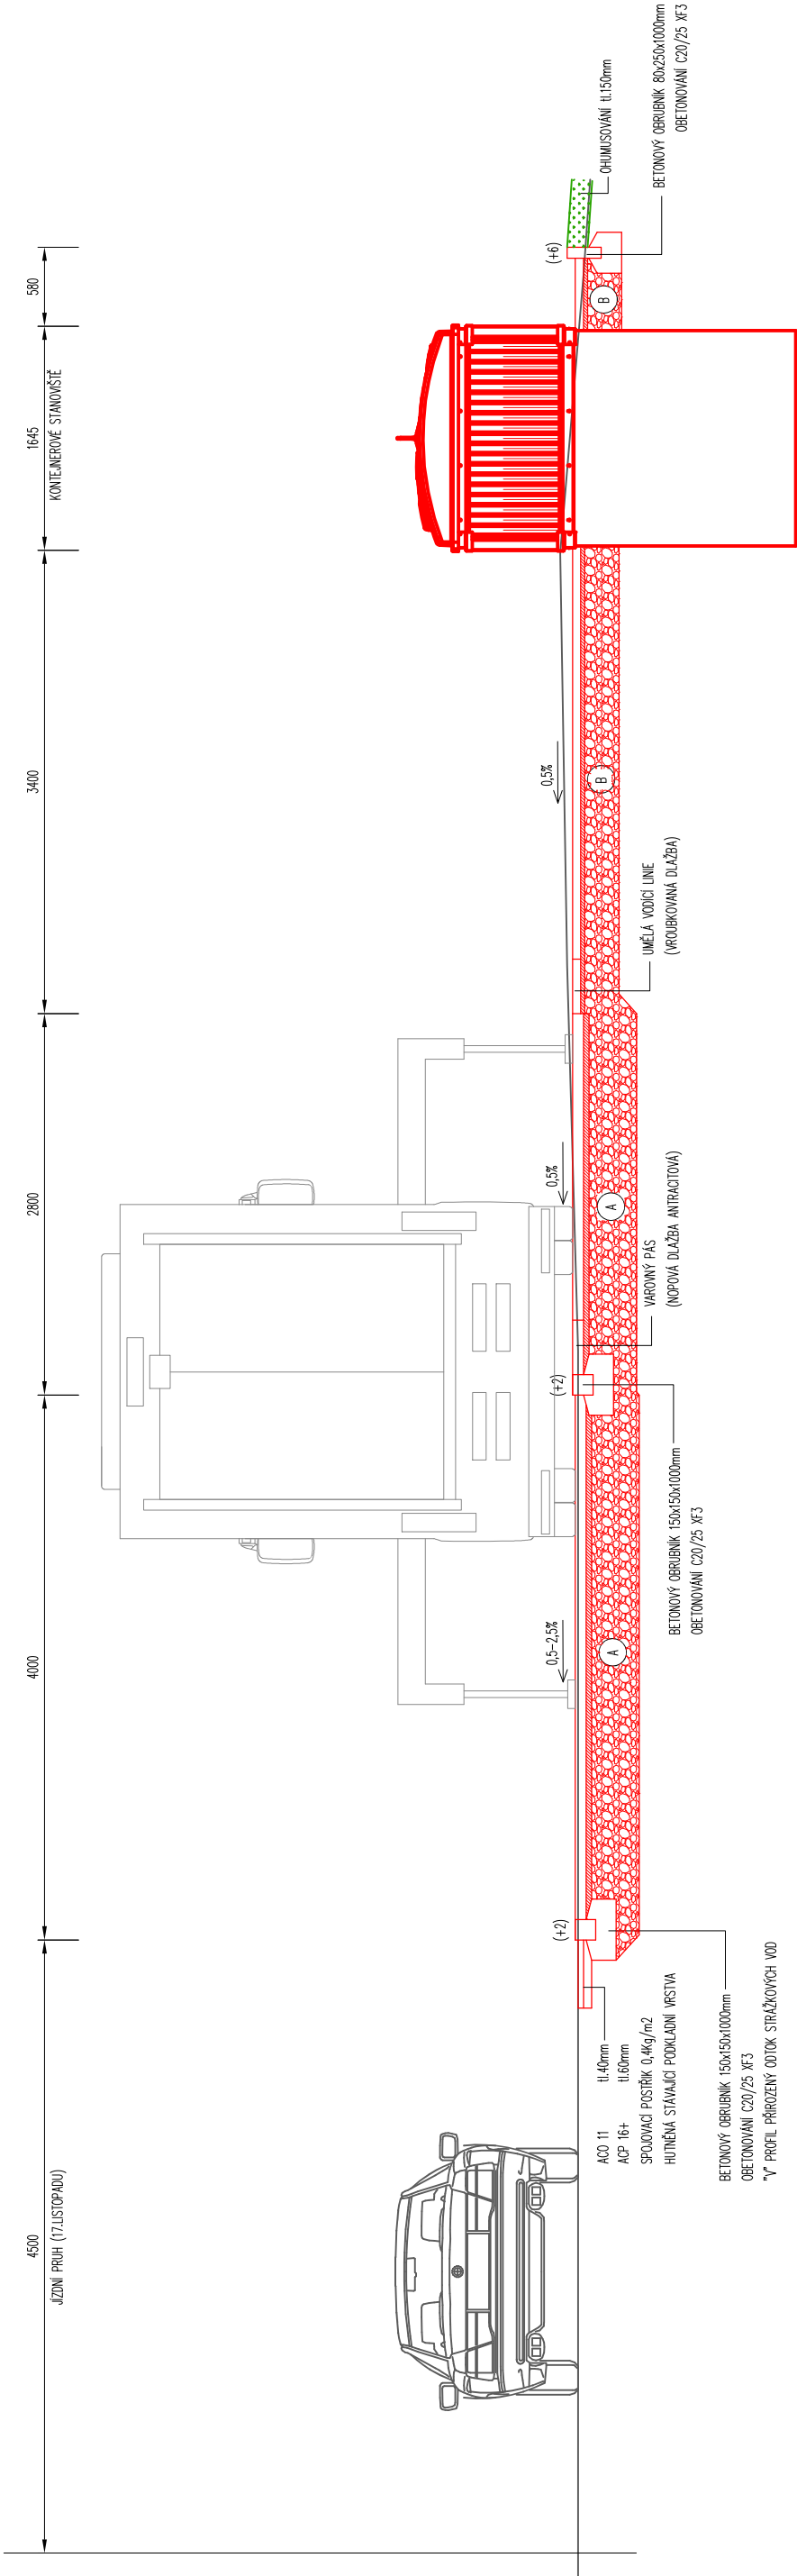 4500
4000
2800
3400
1645
580
JÍZDNÍ PRUH (17.LISTOPADU)
KONTEJNEROVÉ STANOVIŠTĚ
(+2)
0,5-2,5%
(+2)
0,5%
0,5%
(+6)
A
A
B
B
ACO 11 tl.40mm
ACP 16+ tl.60mm
SPOJOVACÍ POSTŘIK 0,4Kg/m2
HUTNĚNÁ STÁVAJÍCÍ PODKLADNÍ VRSTVA
BETONOVÝ OBRUBNÍK 150x150x1000mm
OBETONOVÁNÍ C20/25 XF3
"V" PROFIL PŘIROZENÝ ODTOK STRÁŽKOVÝCH VOD
BETONOVÝ OBRUBNÍK 150x150x1000mm
OBETONOVÁNÍ C20/25 XF3
VAROVNÝ PÁS
(NOPOVÁ DLAŽBA ANTRACITOVÁ)
UMĚLÁ VODÍCÍ LINIE
(VROUBKOVANÁ DLAŽBA)
OHUMUSOVÁNÍ tl.150mm
BETONOVÝ OBRUBNÍK 80x250x1000mm
OBETONOVÁNÍ C20/25 XF3